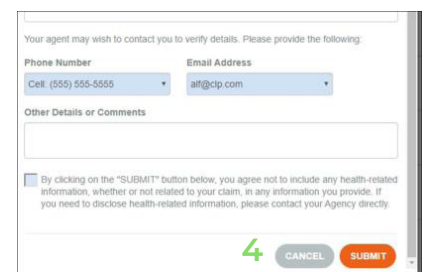 Your agent may wish to contact you to verify details. Please provide the following:
Phone Number Email Address
Cell: (555) 555-5555 alf@clp.com
Other Details or Comments
By clicking on the "SUBMIT" button below, you agree not to include any health-related
information, whether or not related to your claim, in any information you provide. If
you need to disclose health-related information, please contact your Agency directly.
4 CANCEL SUBMIT